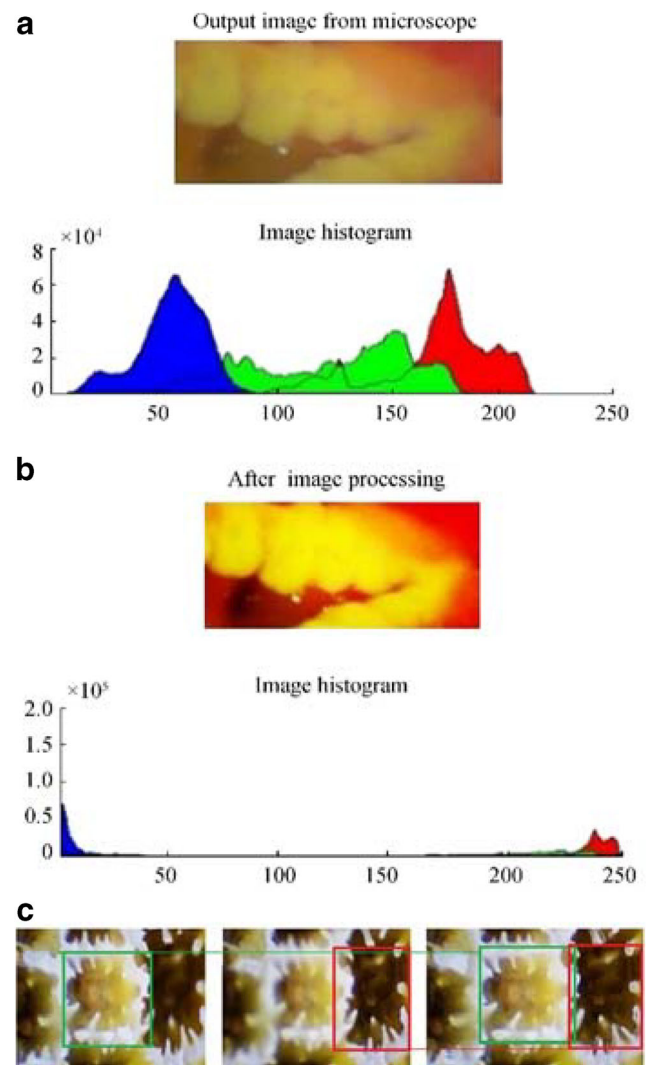 a
Output image from microscope
Image histogram
×10⁴
8
6
4
2
0
50 100 150 200 250
b
After image processing
Image histogram
×10⁵
2.0
1.5
1.0
0.5
0
50 100 150 200 250
c